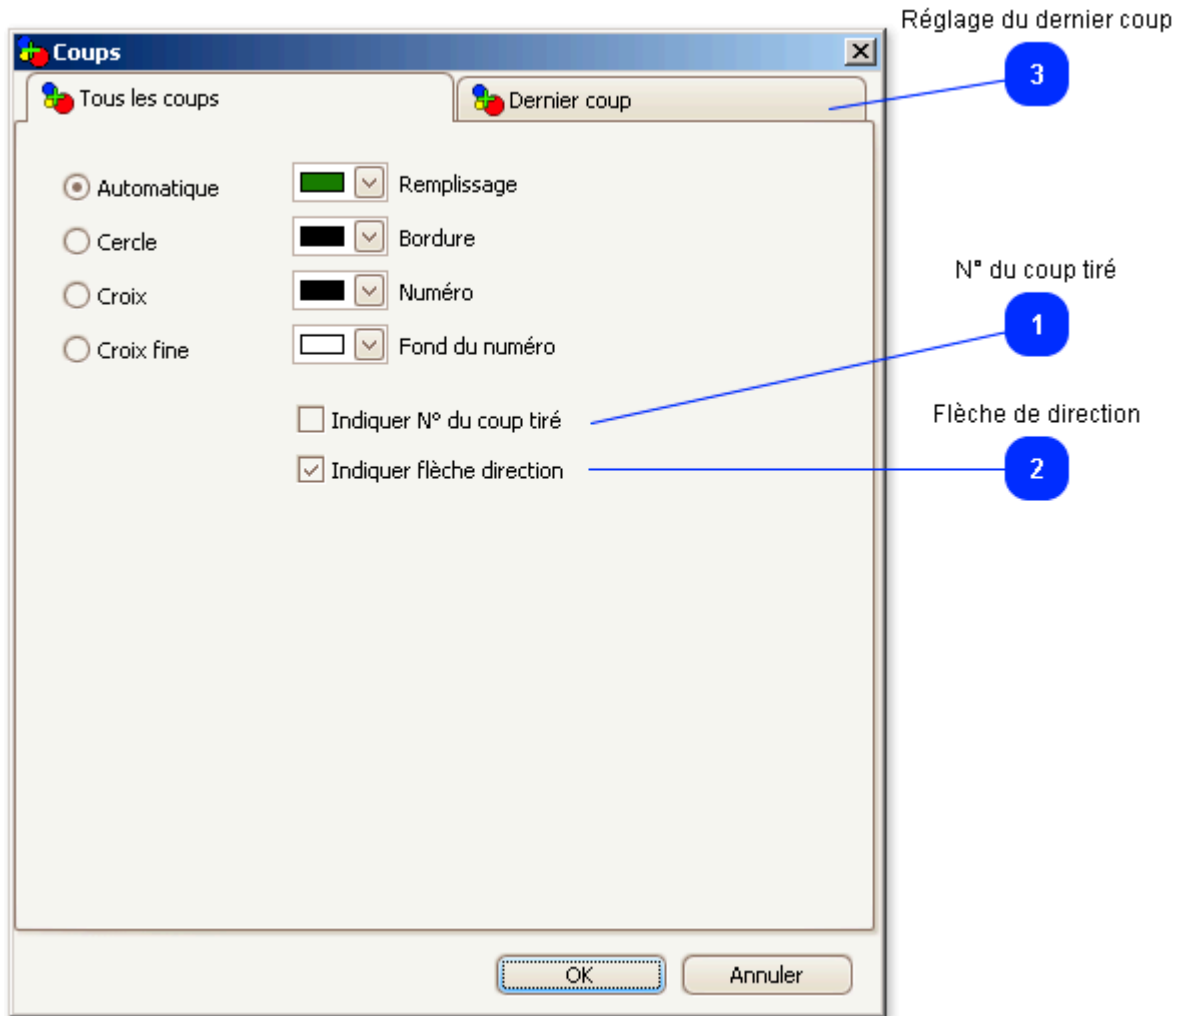 Réglage du dernier coup
Coups
3
Tous les coups
Dernier coup
Automatique
Remplissage
Cercle
Bordure
N° du coup tiré
Croix
Numéro
1
Croix fine
Fond du numéro
Indiquer N° du coup tiré
Flèche de direction
Indiquer flèche direction
2
OK
Annuler